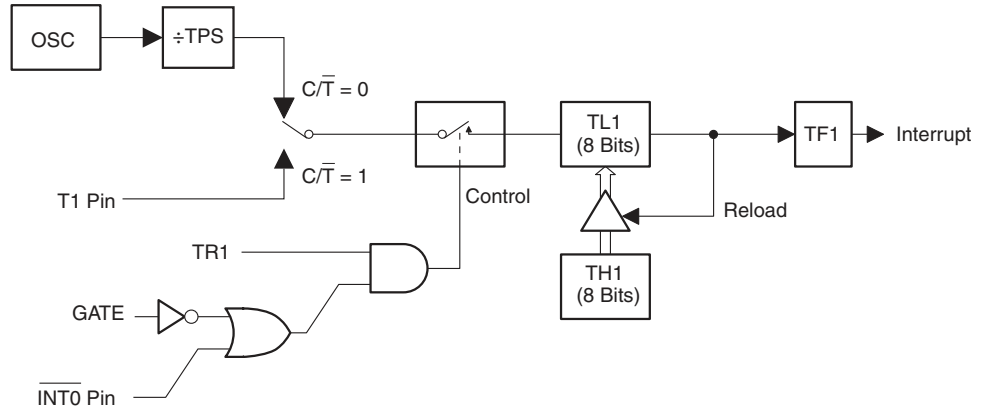 OSC
÷TPS
C/T̅ = 0
C/T̅ = 1
T1 Pin
TL1
(8 Bits)
TF1
Interrupt
Control
Reload
TR1
TH1
(8 Bits)
GATE
I̅N̅T̅0̅ Pin